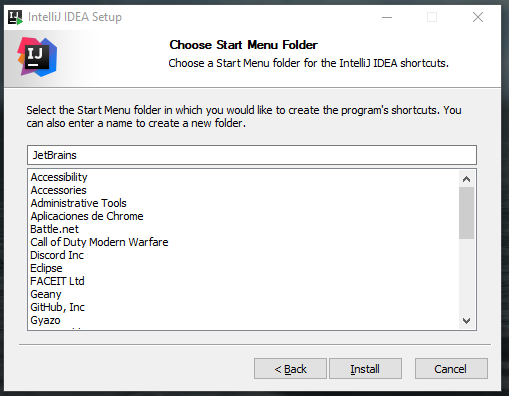 IntelliJ IDEA Setup
IJ
Choose Start Menu Folder
Choose a Start Menu folder for the IntelliJ IDEA shortcuts.
Select the Start Menu folder in which you would like to create the program's shortcuts. You
can also enter a name to create a new folder.
JetBrains
Accessibility
Accessories
Administrative Tools
Aplicaciones de Chrome
Battle.net
Call of Duty Modern Warfare
Discord Inc
Eclipse
FACEIT Ltd
Geany
GitHub, Inc
Gyazo
< Back
Install
Cancel